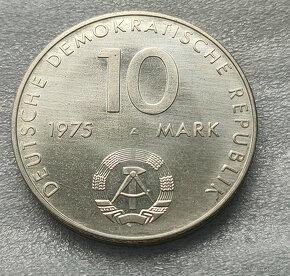 DEUTSCHE DEMOKRATISCHE REPUBLIK
10
1975 A MARK